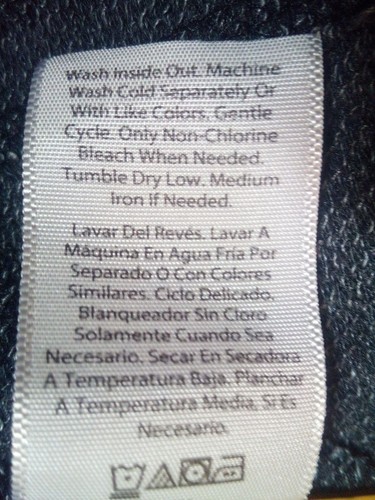 Wash Inside Out. Machine
Wash Cold Separately Or
With Like Colors. Gentle
Cycle. Only Non-Chlorine
Bleach When Needed.
Tumble Dry Low. Medium
Iron If Needed.
Lavar Del Revés. Lavar A
Máquina En Agua Fría Por
Separado O Con Colores
Similares. Ciclo Delicado.
Blanqueador Sin Cloro
Solamente Cuando Sea
Necesario. Secar En Secadora
A Temperatura Baja. Planchar
A Temperatura Media, Si Es
Necesario.